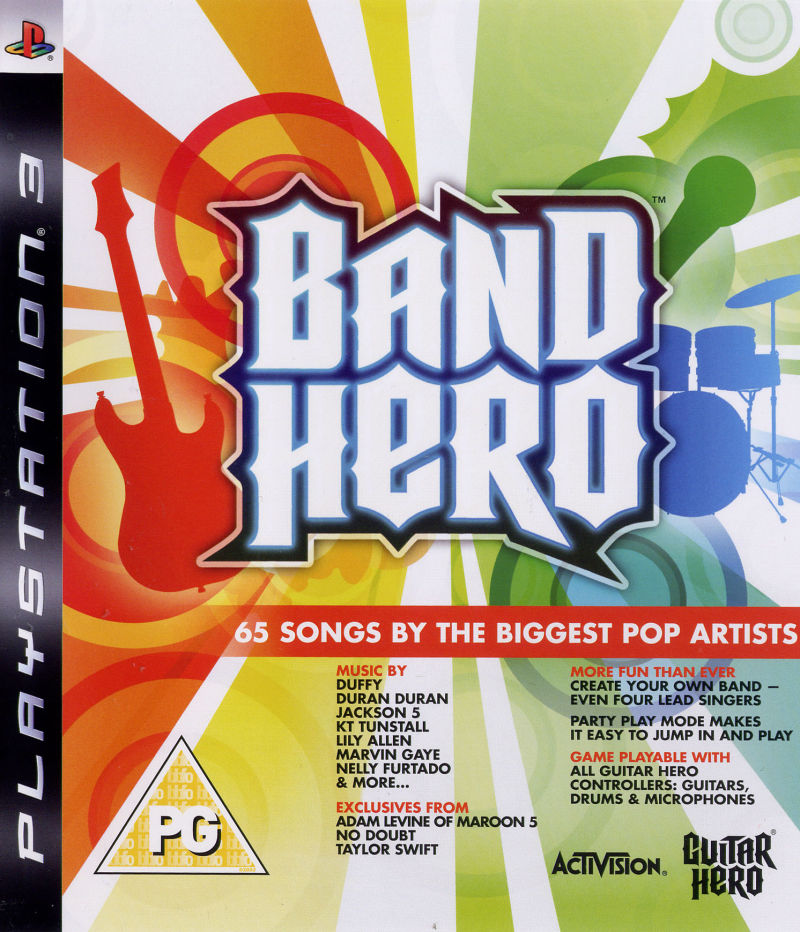 PLAYSTATION®3
BAND
HERO™
65 SONGS BY THE BIGGEST POP ARTISTS
MUSIC BY
DUFFY
DURAN DURAN
JACKSON 5
KT TUNSTALL
LILY ALLEN
MARVIN GAYE
NELLY FURTADO
& MORE...
EXCLUSIVES FROM
ADAM LEVINE OF MAROON 5
NO DOUBT
TAYLOR SWIFT
MORE FUN THAN EVER
CREATE YOUR OWN BAND –
EVEN FOUR LEAD SINGERS
PARTY PLAY MODE MAKES
IT EASY TO JUMP IN AND PLAY
GAME PLAYABLE WITH
ALL GUITAR HERO
CONTROLLERS: GUITARS,
DRUMS & MICROPHONES
PG
ACTIVISION®
GUITAR
HERO®